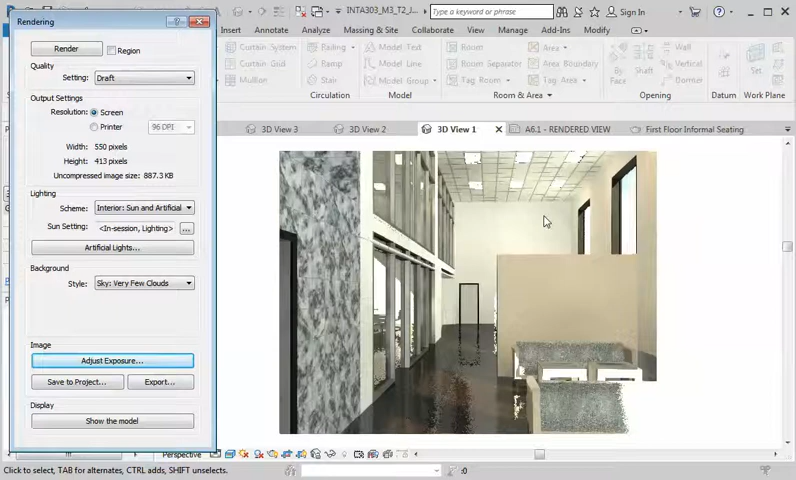 Rendering
INTA303_M3_T2_J...
Type a keyword or phrase
Sign In
Annotate
Analyze
Massing & Site
Collaborate
View
Manage
Add-Ins
Modify
Render
Region
Quality
Setting:
Draft
Output Settings
Resolution:
Screen
Printer
96 DPI
Width:
550 pixels
Height:
413 pixels
Uncompressed image size: 887.3 KB
Lighting
Scheme:
Interior: Sun and Artificial
Sun Setting:
<In-session, Lighting>
...
Artificial Lights...
Background
Style:
Sky: Very Few Clouds
Image
Adjust Exposure...
Save to Project...
Export...
Display
Show the model
Curtain System
Curtain Grid
Mullion
Railing
Ramp
Stair
Circulation
Model Text
Model Line
Model Group
Model
Room
Room Separator
Tag Room
Area
Area Boundary
Tag Area
Room & Area
By Face
Shaft
Wall
Vertical
Dormer
Opening
Datum
Set
Work Plane
3D View 3
3D View 2
3D View 1
A6.1 - RENDERED VIEW
First Floor Informal Seating
Perspective
Click to select, TAB for alternates, CTRL adds, SHIFT unselects.
:0